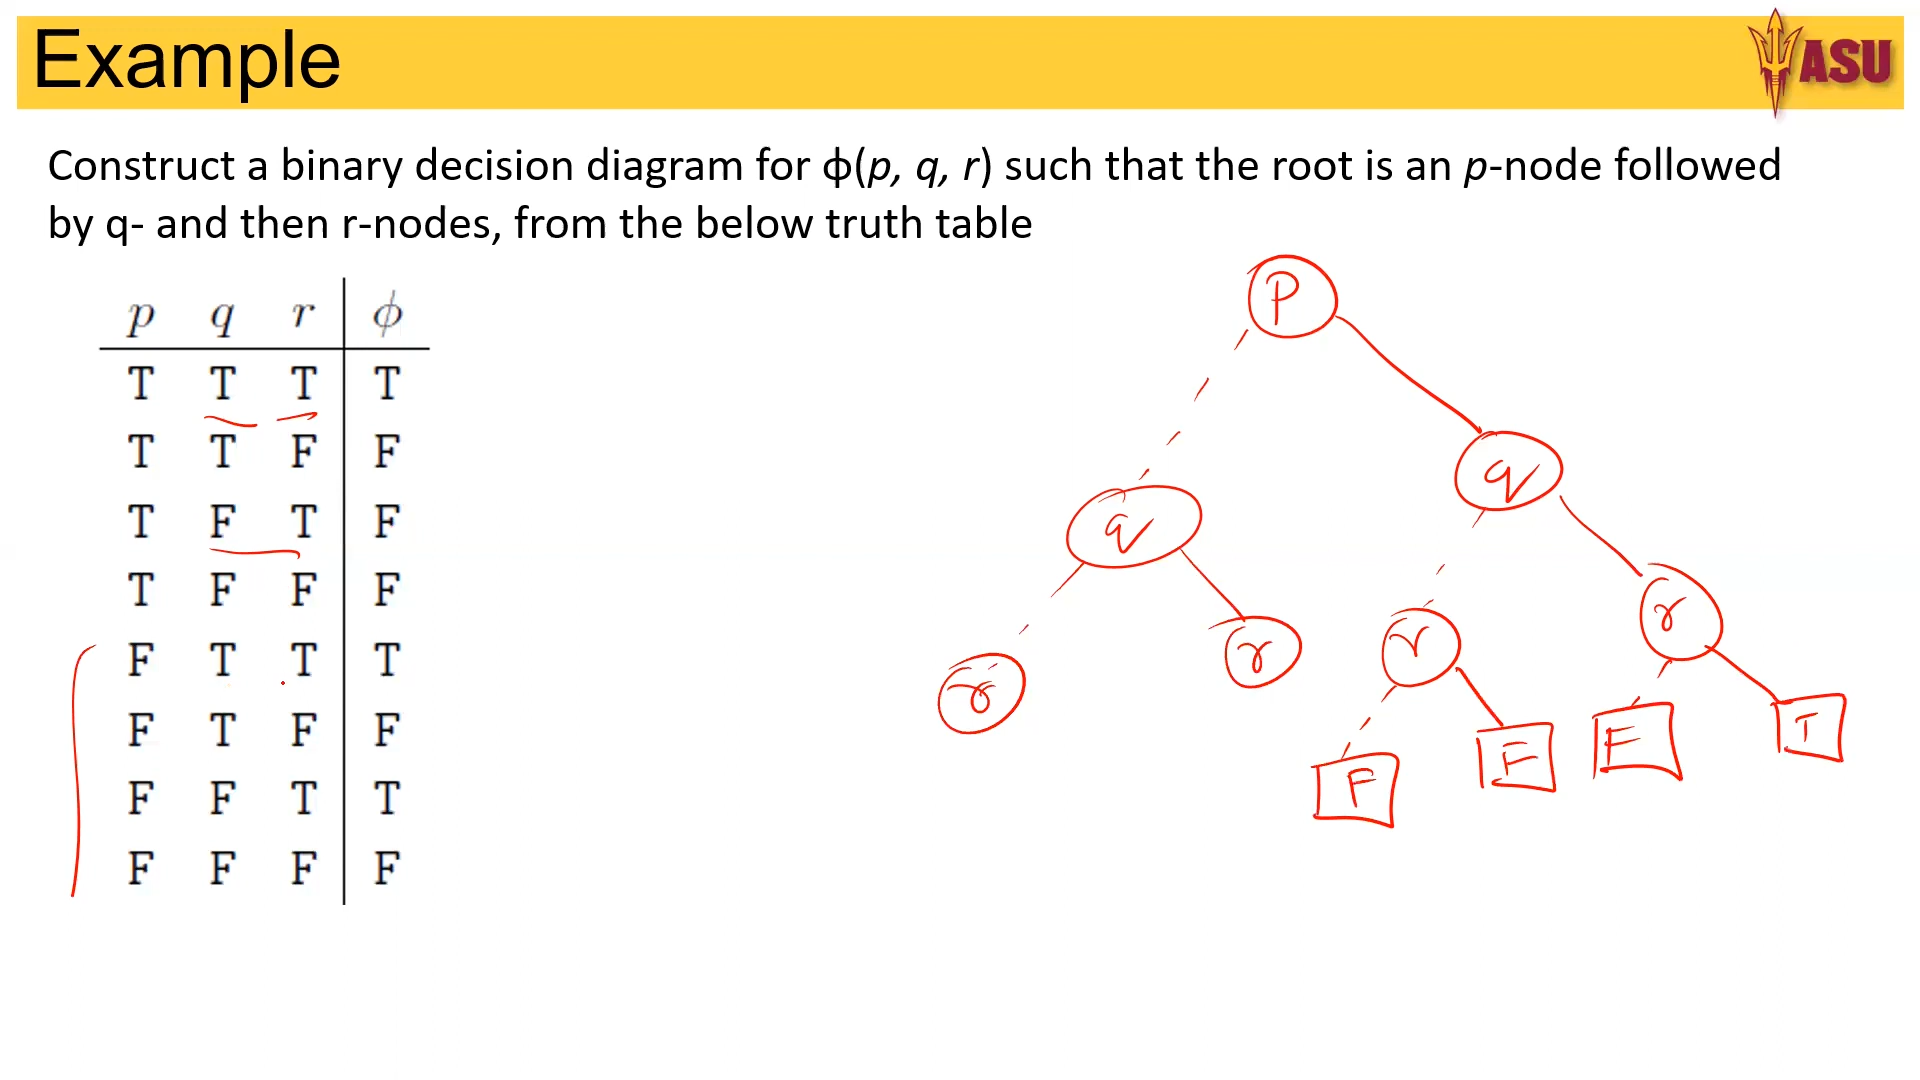 Example
ASU
Construct a binary decision diagram for ϕ(p, q, r) such that the root is an p-node followed
by q- and then r-nodes, from the below truth table
p q r ϕ
T T T T
T T F F
T F T F
T F F F
F T T T
F T F F
F F T T
F F F F
P
q
q
r
r
r
r
F
F
F
T